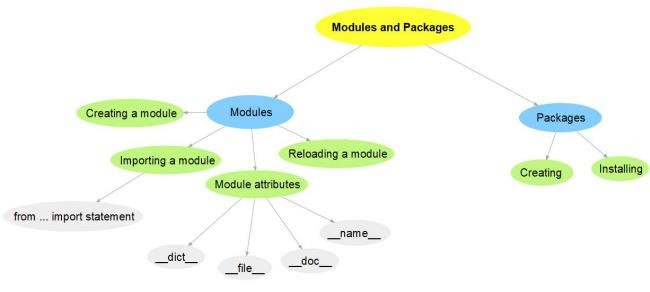 Modules and Packages
Creating a module
Modules
Packages
Importing a module
Reloading a module
Creating
Installing
Module attributes
from ... import statement
__name__
__dict__
__file__
__doc__